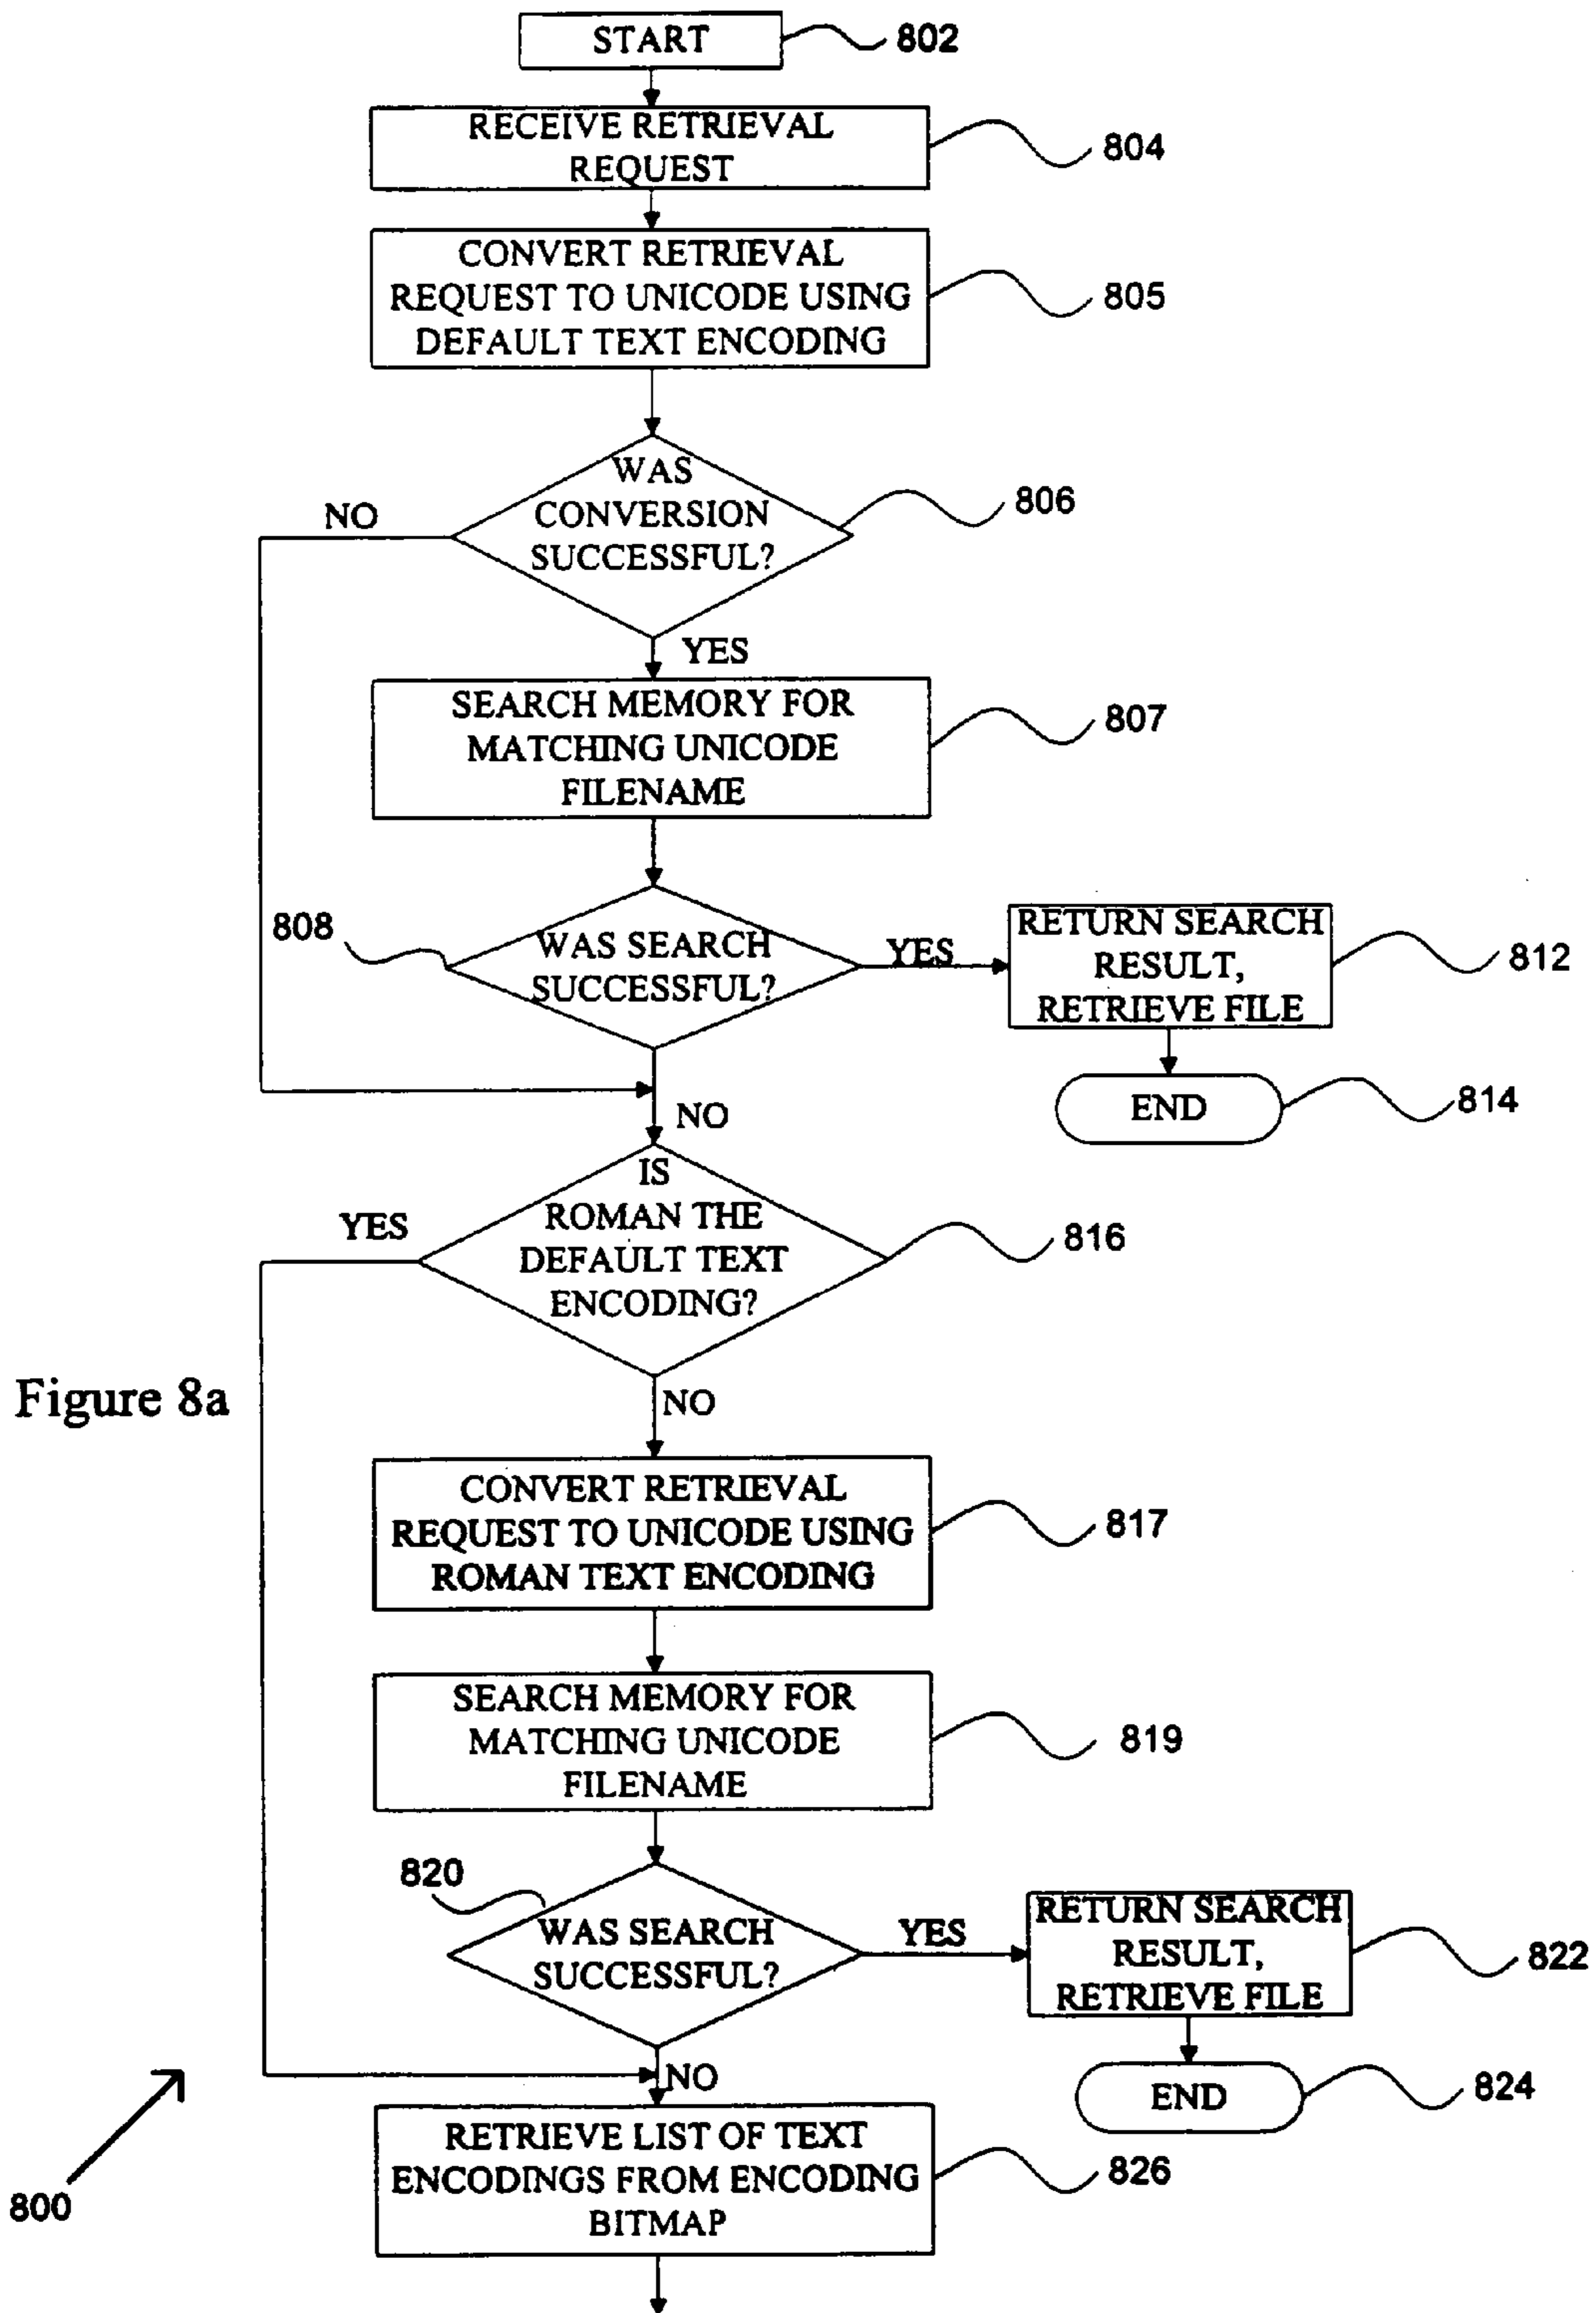 START
802
RECEIVE RETRIEVAL
REQUEST
804
CONVERT RETRIEVAL
REQUEST TO UNICODE USING
DEFAULT TEXT ENCODING
805
WAS
CONVERSION
SUCCESSFUL?
806
NO
YES
SEARCH MEMORY FOR
MATCHING UNICODE
FILENAME
807
808
WAS SEARCH
SUCCESSFUL?
YES
RETURN SEARCH
RESULT,
RETRIEVE FILE
812
END
814
NO
IS
ROMAN THE
DEFAULT TEXT
ENCODING?
816
YES
Figure 8a
NO
CONVERT RETRIEVAL
REQUEST TO UNICODE USING
ROMAN TEXT ENCODING
817
SEARCH MEMORY FOR
MATCHING UNICODE
FILENAME
819
820
WAS SEARCH
SUCCESSFUL?
YES
RETURN SEARCH
RESULT,
RETRIEVE FILE
822
END
824
NO
RETRIEVE LIST OF TEXT
ENCODINGS FROM ENCODING
BITMAP
826
800